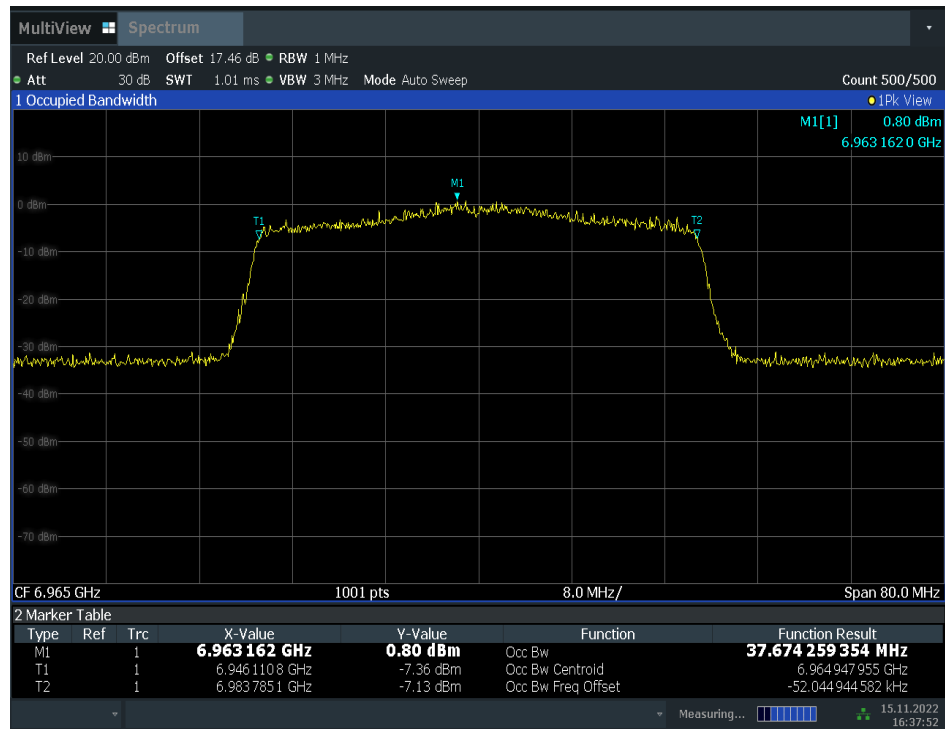 MultiView Spectrum
Ref Level 20.00 dBm Offset 17.46 dB RBW 1 MHz
Att 30 dB SWT 1.01 ms VBW 3 MHz Mode Auto Sweep Count 500/500
1 Occupied Bandwidth 1Pk View
M1[1] 0.80 dBm
6.963 162 0 GHz
10 dBm
M1
0 dBm
T1 T2
-10 dBm
-20 dBm
-30 dBm
-40 dBm
-50 dBm
-60 dBm
-70 dBm
CF 6.965 GHz 1001 pts 8.0 MHz/ Span 80.0 MHz
2 Marker Table
Type Ref Trc X-Value Y-Value Function Function Result
M1 1 6.963 162 GHz 0.80 dBm Occ Bw 37.674 259 354 MHz
T1 1 6.946 110 8 GHz -7.36 dBm Occ Bw Centroid 6.964 947 955 GHz
T2 1 6.983 785 1 GHz -7.13 dBm Occ Bw Freq Offset -52.044 944 582 kHz
Measuring... 15.11.2022
16:37:52